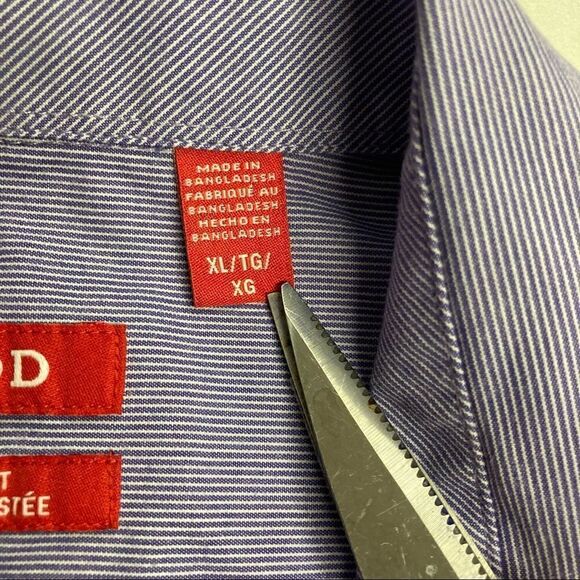 MADE IN
BANGLADESH
FABRIQUÉ AU
BANGLADESH
HECHO EN
BANGLADESH
XL/TG/
XG
OD
T
STÉE